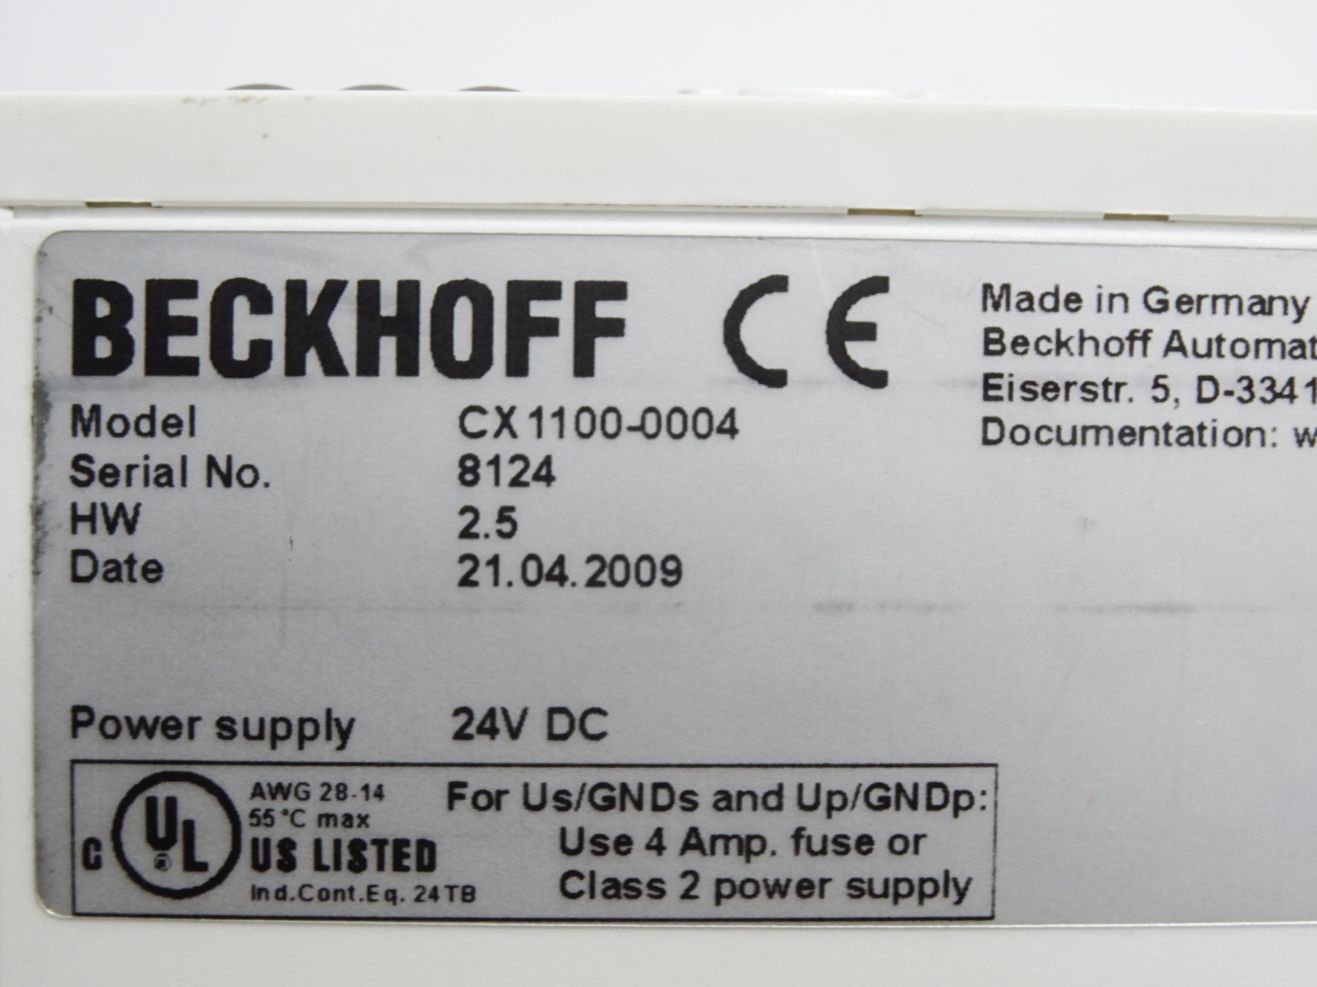 BECKHOFF CE
Made in Germany
Beckhoff Automat
Eiserstr. 5, D-3341
Documentation: w
Model CX1100-0004
Serial No. 8124
HW 2.5
Date 21.04.2009
Power supply 24V DC
C UL US LISTED
AWG 28-14
55°C max
Ind.Cont.Eq. 24TB
For Us/GNDs and Up/GNDp:
Use 4 Amp. fuse or
Class 2 power supply